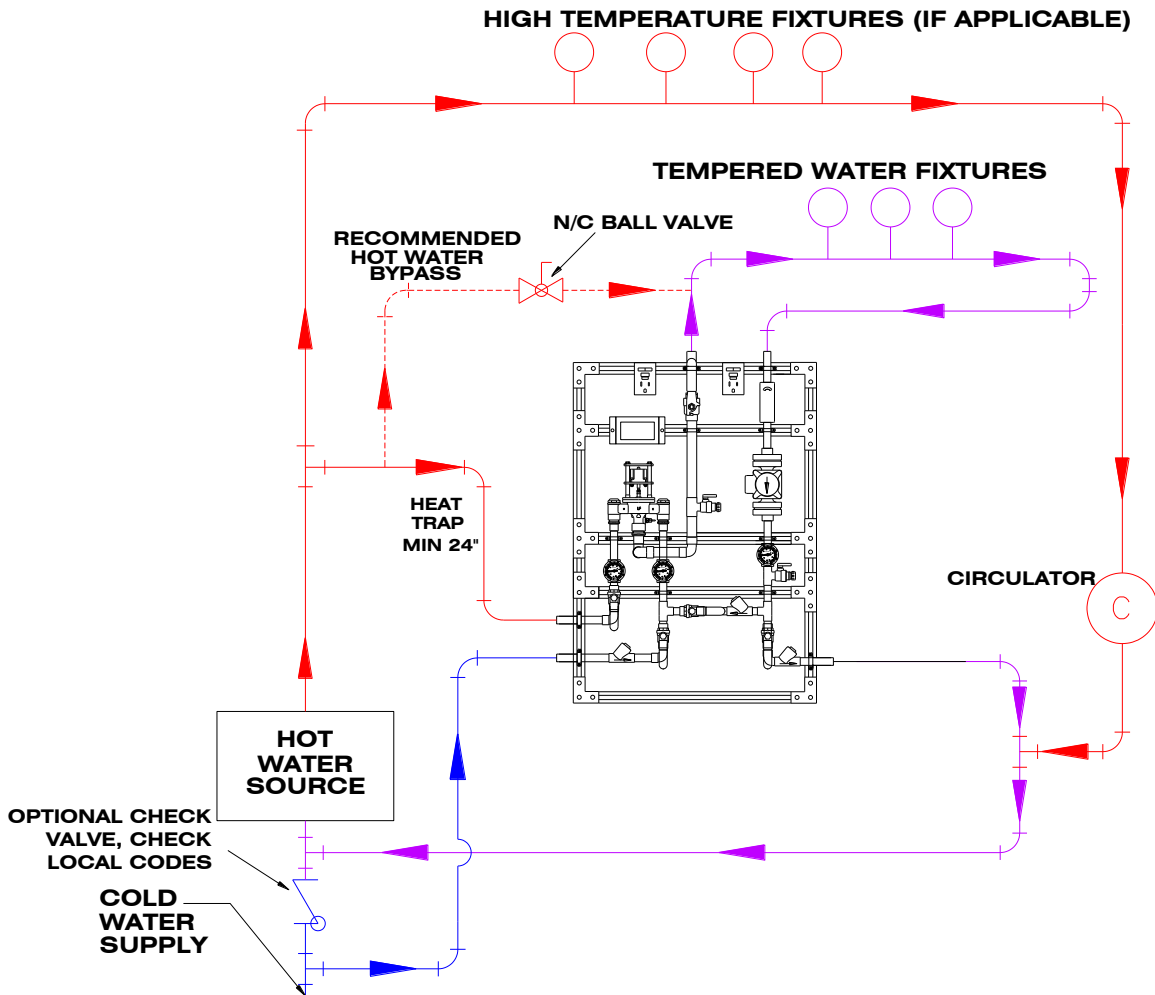 HIGH TEMPERATURE FIXTURES (IF APPLICABLE)
TEMPERED WATER FIXTURES
N/C BALL VALVE
RECOMMENDED
HOT WATER
BYPASS
HEAT
TRAP
MIN 24"
CIRCULATOR
C
HOT
WATER
SOURCE
OPTIONAL CHECK
VALVE, CHECK
LOCAL CODES
COLD
WATER
SUPPLY